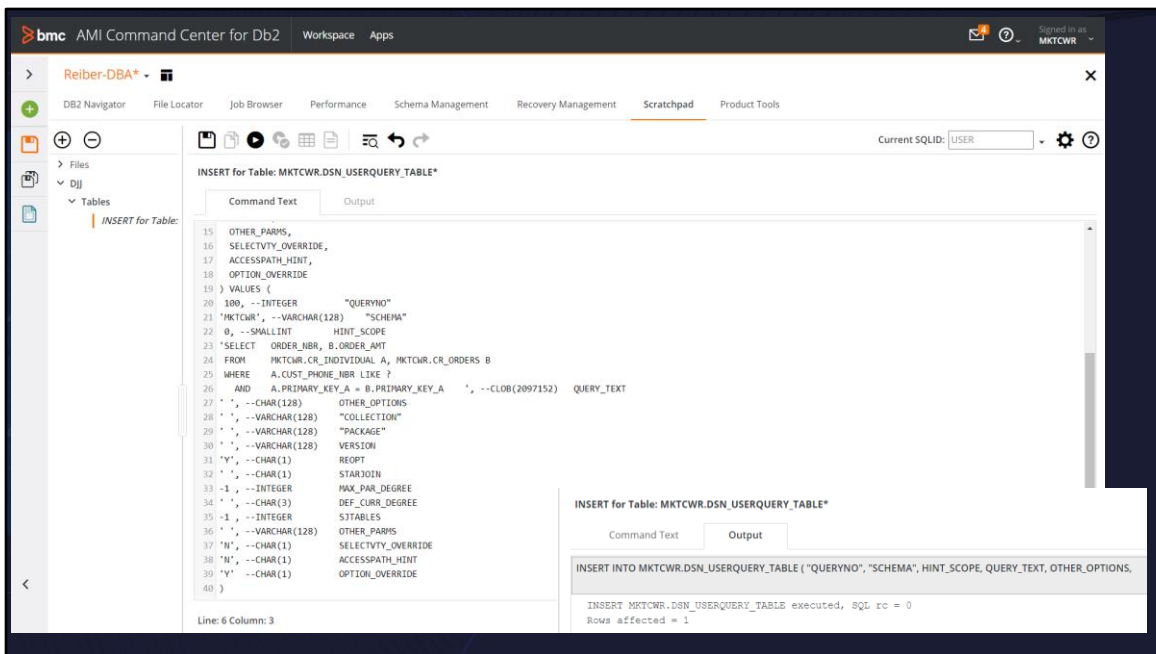 bmc AMI Command Center for Db2 Workspace Apps 4 Signed in as MKTCWR
Reiber-DBA*
DB2 Navigator File Locator Job Browser Performance Schema Management Recovery Management Scratchpad Product Tools
Current SQLID: USER
Files
DJJ
Tables
INSERT for Table:
INSERT for Table: MKTCWR.DSN_USERQUERY_TABLE*
Command Text Output
15 OTHER_PARMS,
16 SELECTVTY_OVERRIDE,
17 ACCESSPATH_HINT,
18 OPTION_OVERRIDE
19 ) VALUES (
20 100, --INTEGER "QUERYNO"
21 'MKTCWR', --VARCHAR(128) "SCHEMA"
22 0, --SMALLINT HINT_SCOPE
23 'SELECT ORDER_NBR, B.ORDER_AMT
24 FROM MKTCWR.CR_INDIVIDUAL A, MKTCWR.CR_ORDERS B
25 WHERE A.CUST_PHONE_NBR LIKE ?
26 AND A.PRIMARY_KEY_A = B.PRIMARY_KEY_A ', --CLOB(2097152) QUERY_TEXT
27 ' ', --CHAR(128) OTHER_OPTIONS
28 ' ', --VARCHAR(128) "COLLECTION"
29 ' ', --VARCHAR(128) "PACKAGE"
30 ' ', --VARCHAR(128) VERSION
31 'Y', --CHAR(1) REOPT
32 ' ', --CHAR(1) STARJOIN
33 -1 , --INTEGER MAX_PAR_DEGREE
34 ' ', --CHAR(3) DEF_CURR_DEGREE
35 -1 , --INTEGER SJTABLES
36 ' ', --VARCHAR(128) OTHER_PARMS
37 'N', --CHAR(1) SELECTVTY_OVERRIDE
38 'N', --CHAR(1) ACCESSPATH_HINT
39 'Y' --CHAR(1) OPTION_OVERRIDE
40 )
Line: 6 Column: 3
INSERT for Table: MKTCWR.DSN_USERQUERY_TABLE*
Command Text Output
INSERT INTO MKTCWR.DSN_USERQUERY_TABLE ( "QUERYNO", "SCHEMA", HINT_SCOPE, QUERY_TEXT, OTHER_OPTIONS,
INSERT MKTCWR.DSN_USERQUERY_TABLE executed, SQL rc = 0
Rows affected = 1